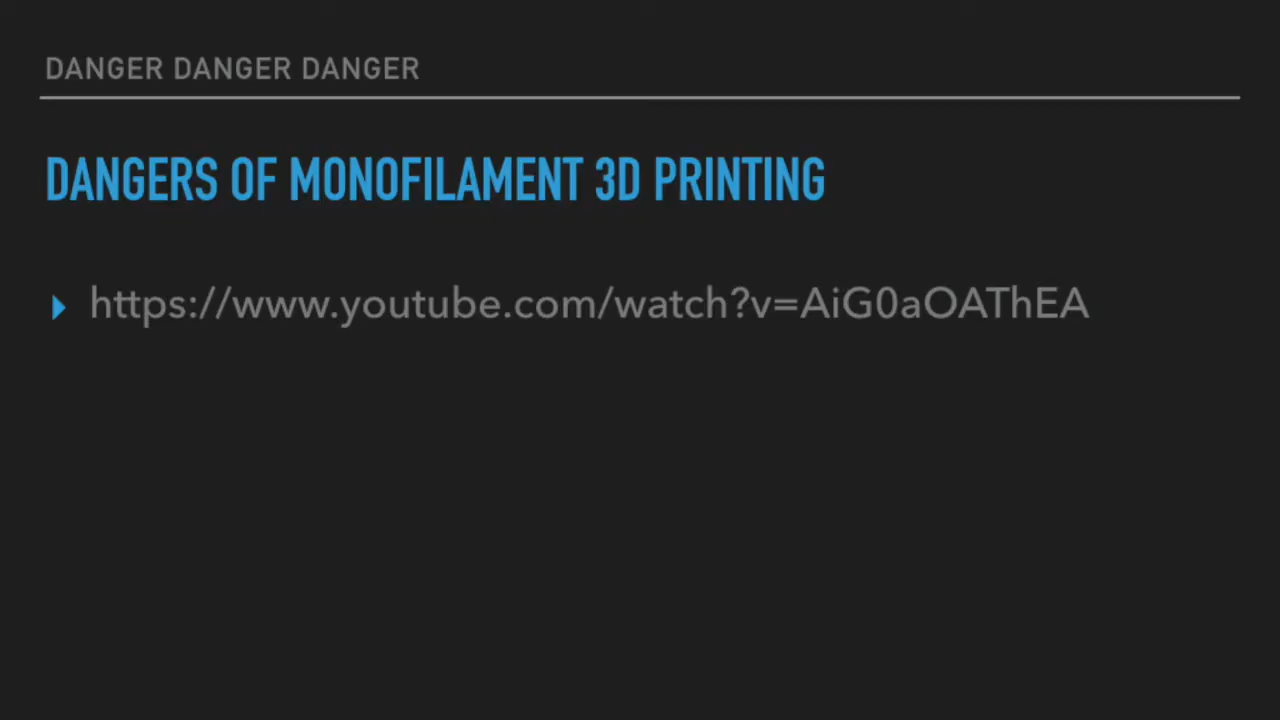 DANGER DANGER DANGER
DANGERS OF MONOFILAMENT 3D PRINTING
https://www.youtube.com/watch?v=AiG0aOAThEA